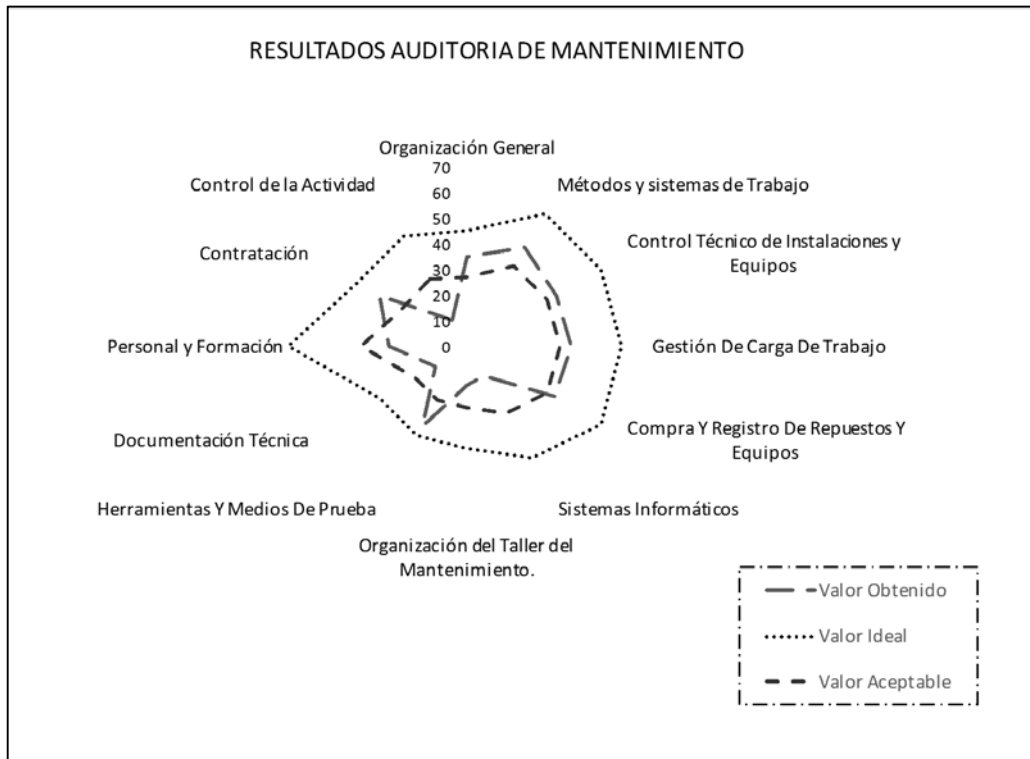 RESULTADOS AUDITORIA DE MANTENIMIENTO
Organización General
Métodos y sistemas de Trabajo
Control Técnico de Instalaciones y
Equipos
Gestión De Carga De Trabajo
Compra Y Registro De Repuestos Y
Equipos
Sistemas Informáticos
Organización del Taller del
Mantenimiento.
Herramientas Y Medios De Prueba
Documentación Técnica
Personal y Formación
Contratación
Control de la Actividad
70
60
50
40
30
20
10
0
Valor Obtenido
Valor Ideal
Valor Aceptable